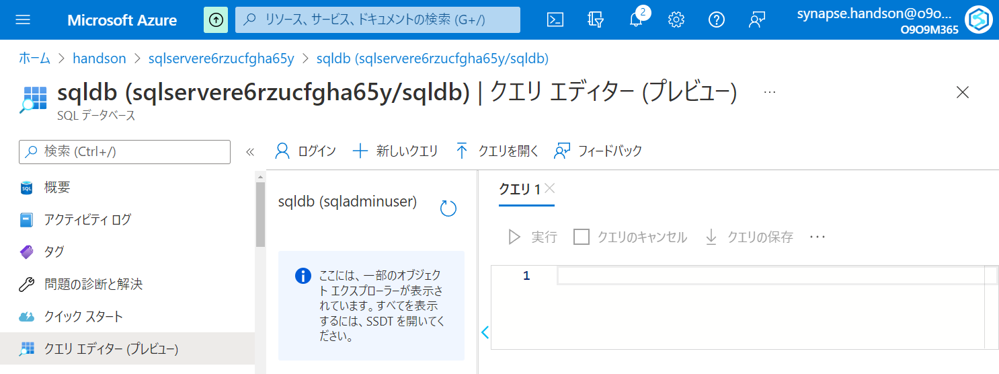 Microsoft Azure
リソース、サービス、ドキュメントの検索 (G+/)
2
synapse.handson@o9o...
O9O9M365
ホーム > handson > sqlservere6rzucfgha65y > sqldb (sqlservere6rzucfgha65y/sqldb)
sqldb (sqlservere6rzucfgha65y/sqldb) | クエリ エディター (プレビュー) ...
SQL データベース
検索 (Ctrl+/) «
ログイン 新しいクエリ クエリを開く フィードバック
SQL 概要
アクティビティ ログ
タグ
問題の診断と解決
クイック スタート
クエリ エディター (プレビュー)
sqldb (sqladminuser)
ここには、一部のオブジェク
ト エクスプローラーが表示さ
れています。すべてを表示
するには、SSDT を開いてく
ださい。
クエリ 1
実行 クエリのキャンセル クエリの保存 ...
1